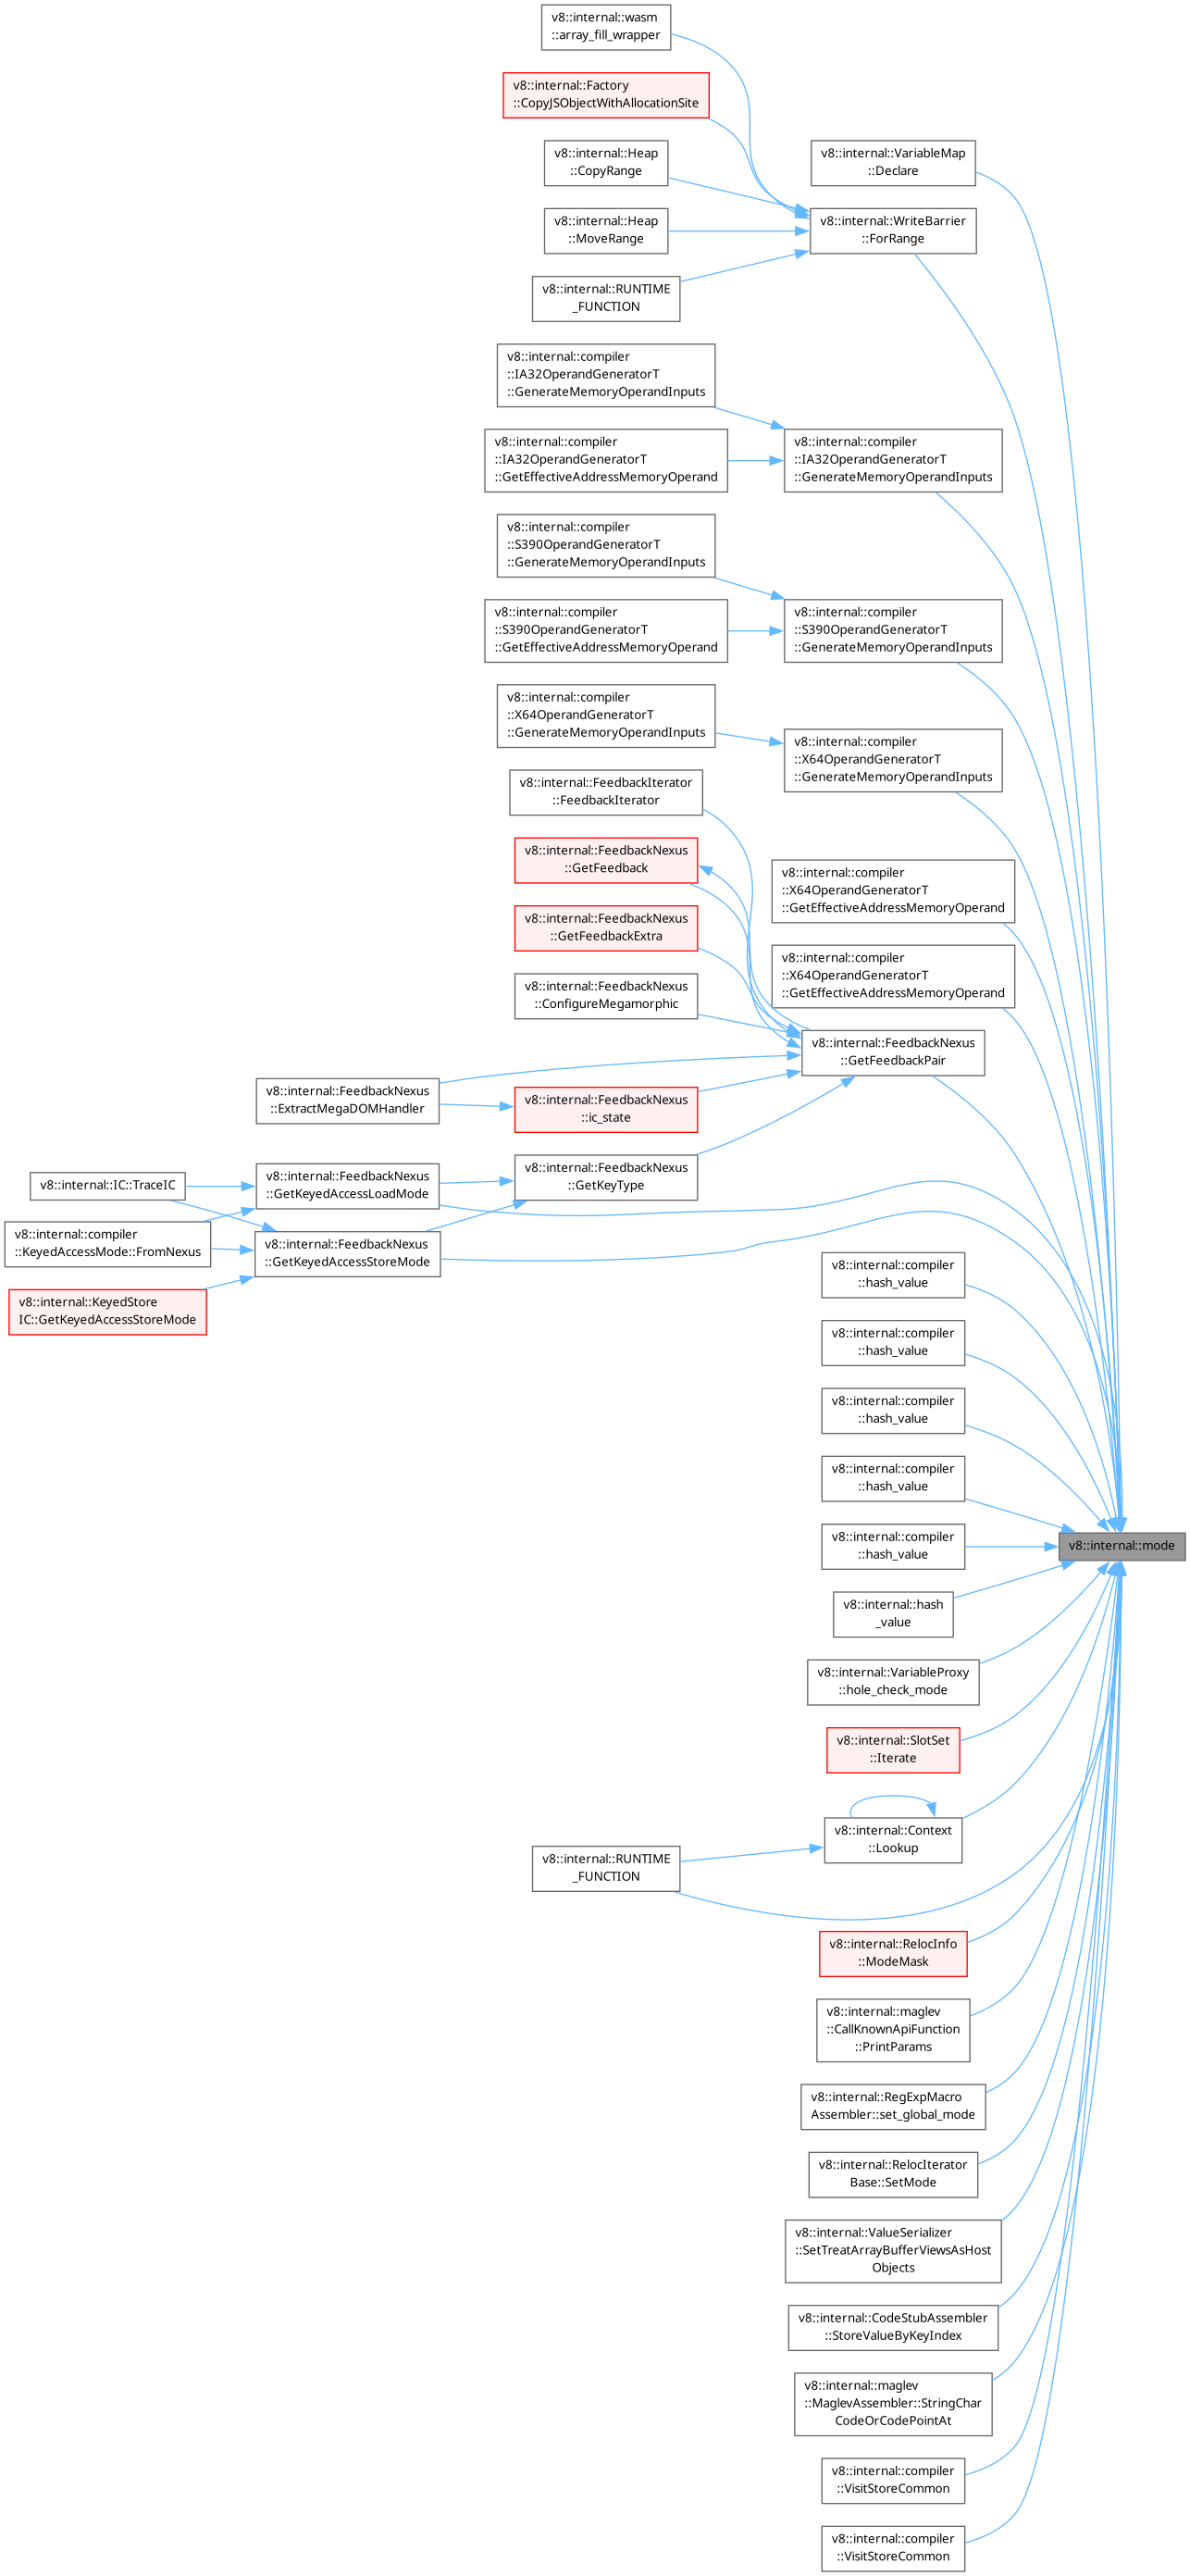 v8::internal::wasm
::array_fill_wrapper
v8::internal::Factory
::CopyJSObjectWithAllocationSite
v8::internal::Heap
::CopyRange
v8::internal::VariableMap
::Declare
v8::internal::Heap
::MoveRange
v8::internal::WriteBarrier
::ForRange
v8::internal::RUNTIME
_FUNCTION
v8::internal::compiler
::IA32OperandGeneratorT
::GenerateMemoryOperandInputs
v8::internal::compiler
::IA32OperandGeneratorT
::GetEffectiveAddressMemoryOperand
v8::internal::compiler
::IA32OperandGeneratorT
::GenerateMemoryOperandInputs
v8::internal::compiler
::S390OperandGeneratorT
::GenerateMemoryOperandInputs
v8::internal::compiler
::S390OperandGeneratorT
::GetEffectiveAddressMemoryOperand
v8::internal::compiler
::S390OperandGeneratorT
::GenerateMemoryOperandInputs
v8::internal::compiler
::X64OperandGeneratorT
::GenerateMemoryOperandInputs
v8::internal::compiler
::X64OperandGeneratorT
::GenerateMemoryOperandInputs
v8::internal::FeedbackIterator
::FeedbackIterator
v8::internal::FeedbackNexus
::GetFeedback
v8::internal::compiler
::X64OperandGeneratorT
::GetEffectiveAddressMemoryOperand
v8::internal::FeedbackNexus
::GetFeedbackExtra
v8::internal::compiler
::X64OperandGeneratorT
::GetEffectiveAddressMemoryOperand
v8::internal::FeedbackNexus
::ConfigureMegamorphic
v8::internal::FeedbackNexus
::GetFeedbackPair
v8::internal::FeedbackNexus
::ExtractMegaDOMHandler
v8::internal::FeedbackNexus
::ic_state
v8::internal::IC::TraceIC
v8::internal::FeedbackNexus
::GetKeyedAccessLoadMode
v8::internal::FeedbackNexus
::GetKeyType
v8::internal::compiler
::KeyedAccessMode::FromNexus
v8::internal::FeedbackNexus
::GetKeyedAccessStoreMode
v8::internal::KeyedStore
IC::GetKeyedAccessStoreMode
v8::internal::compiler
::hash_value
v8::internal::compiler
::hash_value
v8::internal::compiler
::hash_value
v8::internal::compiler
::hash_value
v8::internal::compiler
::hash_value
v8::internal::mode
v8::internal::hash
_value
v8::internal::VariableProxy
::hole_check_mode
v8::internal::SlotSet
::Iterate
v8::internal::Context
::Lookup
v8::internal::RUNTIME
_FUNCTION
v8::internal::RelocInfo
::ModeMask
v8::internal::maglev
::CallKnownApiFunction
::PrintParams
v8::internal::RegExpMacro
Assembler::set_global_mode
v8::internal::RelocIterator
Base::SetMode
v8::internal::ValueSerializer
::SetTreatArrayBufferViewsAsHost
Objects
v8::internal::CodeStubAssembler
::StoreValueByKeyIndex
v8::internal::maglev
::MaglevAssembler::StringChar
CodeOrCodePointAt
v8::internal::compiler
::VisitStoreCommon
v8::internal::compiler
::VisitStoreCommon